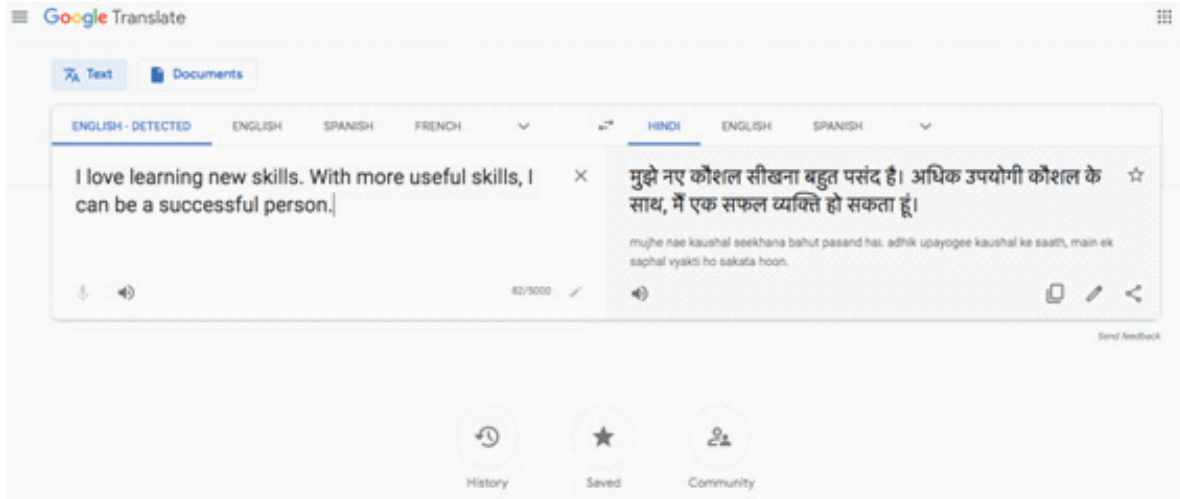 Google Translate
Text
Documents
ENGLISH - DETECTED ENGLISH SPANISH FRENCH
HINDI ENGLISH SPANISH
I love learning new skills. With more useful skills, I
can be a successful person.
82/5000
मुझे नए कौशल सीखना बहुत पसंद है। अधिक उपयोगी कौशल के
साथ, मैं एक सफल व्यक्ति हो सकता हूं।
mujhe nae kaushal seekhana bahut pasand hai. adhik upayogee kaushal ke saath, main ek
saphal vyakti ho sakata hoon.
Send feedback
History Saved Community